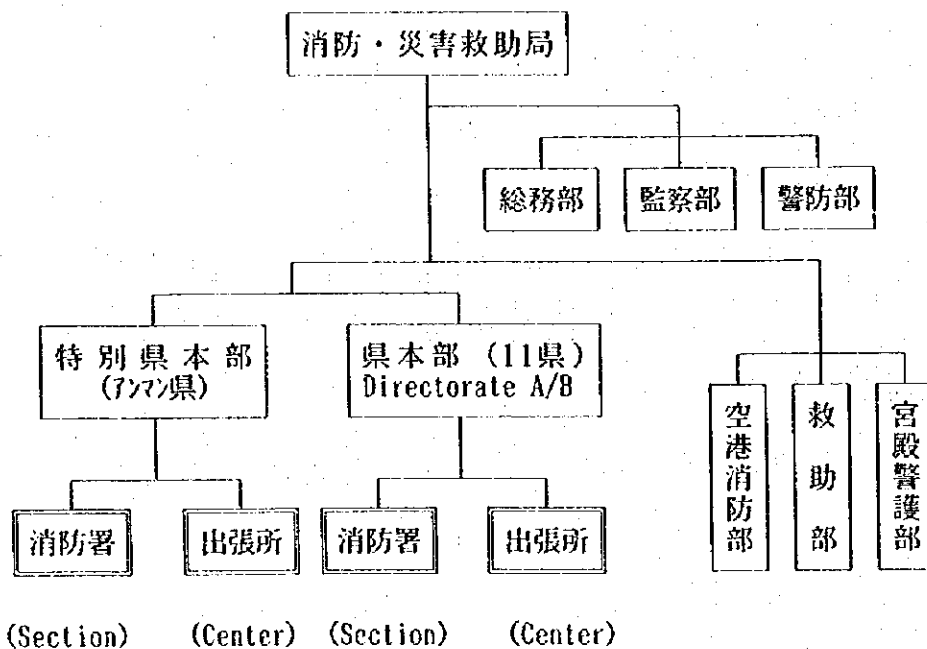 消防・災害救助局
総務部
監察部
警防部
特別県本部
(アンマン県)
県本部 (11県)
Directorate A/B
空港消防部
救助部
宮殿警護部
消防署
出張所
消防署
出張所
(Section)
(Center)
(Section)
(Center)